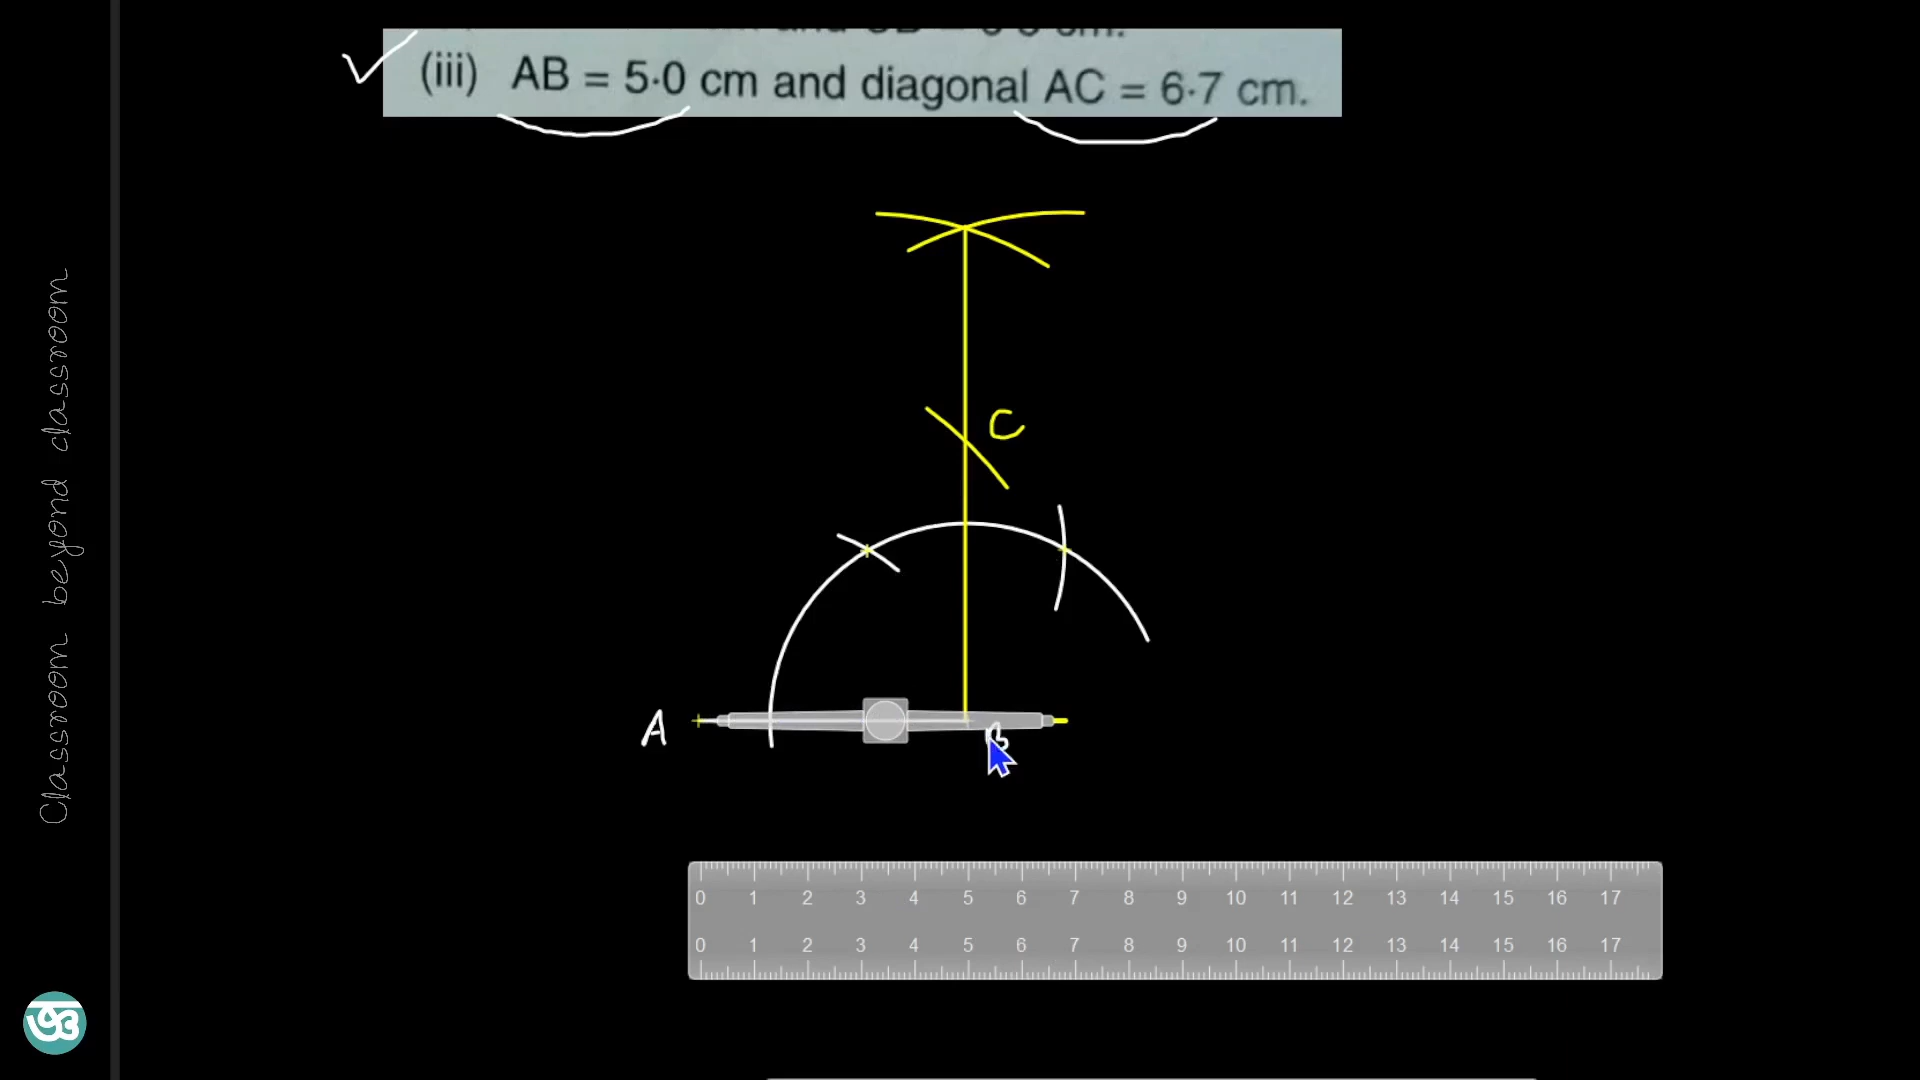 (iii) AB = 5·0 cm and diagonal AC = 6·7 cm.
C
A
B
0 1 2 3 4 5 6 7 8 9 10 11 12 13 14 15 16 17
0 1 2 3 4 5 6 7 8 9 10 11 12 13 14 15 16 17
Classroom beyond classroom